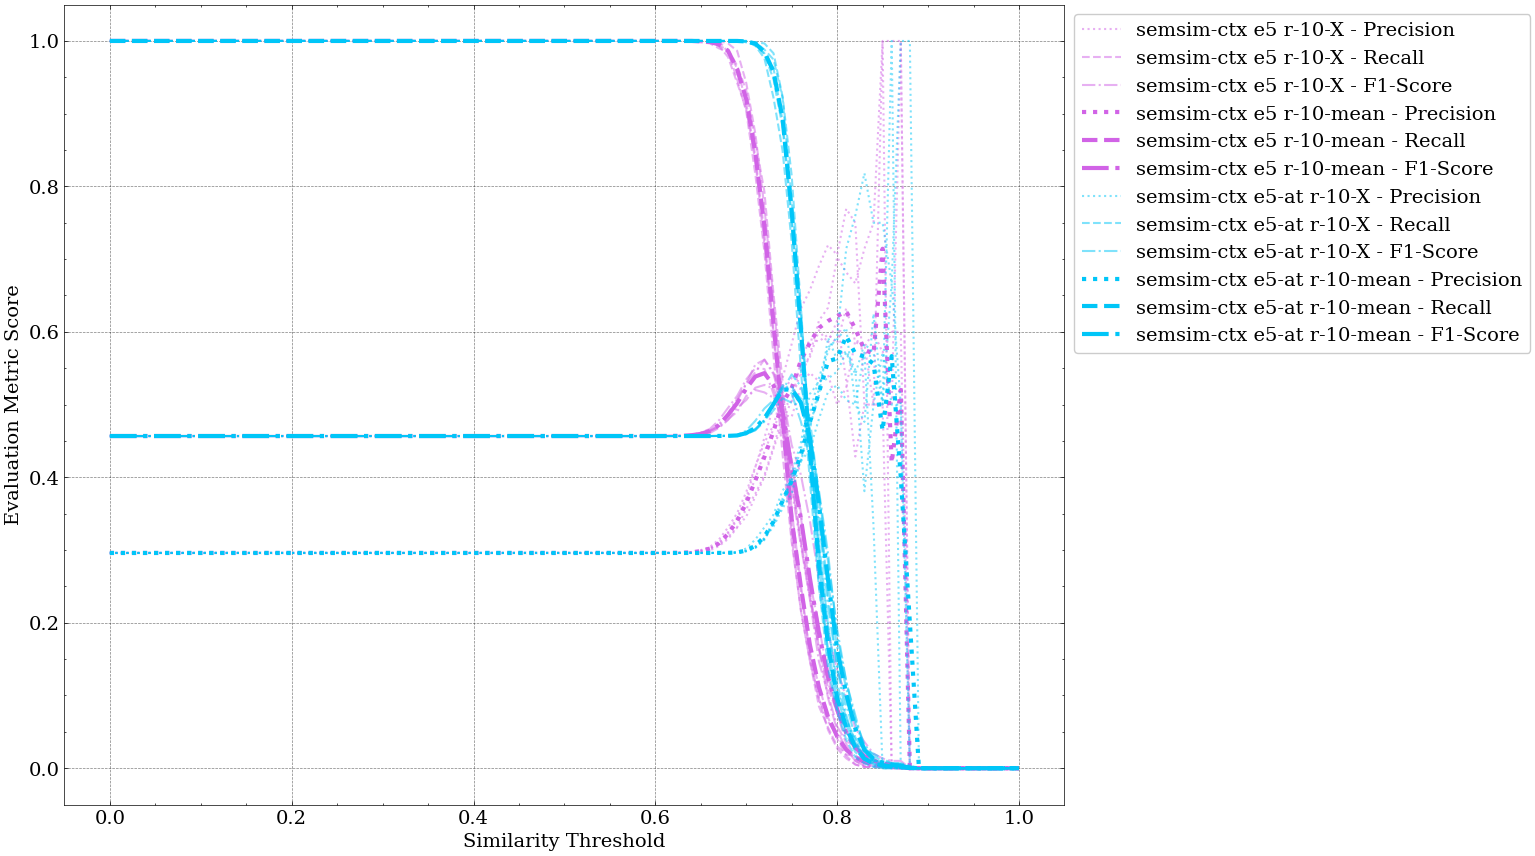 semsim-ctx e5 r-10-X - Precision
semsim-ctx e5 r-10-X - Recall
semsim-ctx e5 r-10-X - F1-Score
semsim-ctx e5 r-10-mean - Precision
semsim-ctx e5 r-10-mean - Recall
semsim-ctx e5 r-10-mean - F1-Score
semsim-ctx e5-at r-10-X - Precision
semsim-ctx e5-at r-10-X - Recall
semsim-ctx e5-at r-10-X - F1-Score
semsim-ctx e5-at r-10-mean - Precision
semsim-ctx e5-at r-10-mean - Recall
semsim-ctx e5-at r-10-mean - F1-Score
Evaluation Metric Score
1.0
0.8
0.6
0.4
0.2
0.0
0.0 0.2 0.4 0.6 0.8 1.0
Similarity Threshold